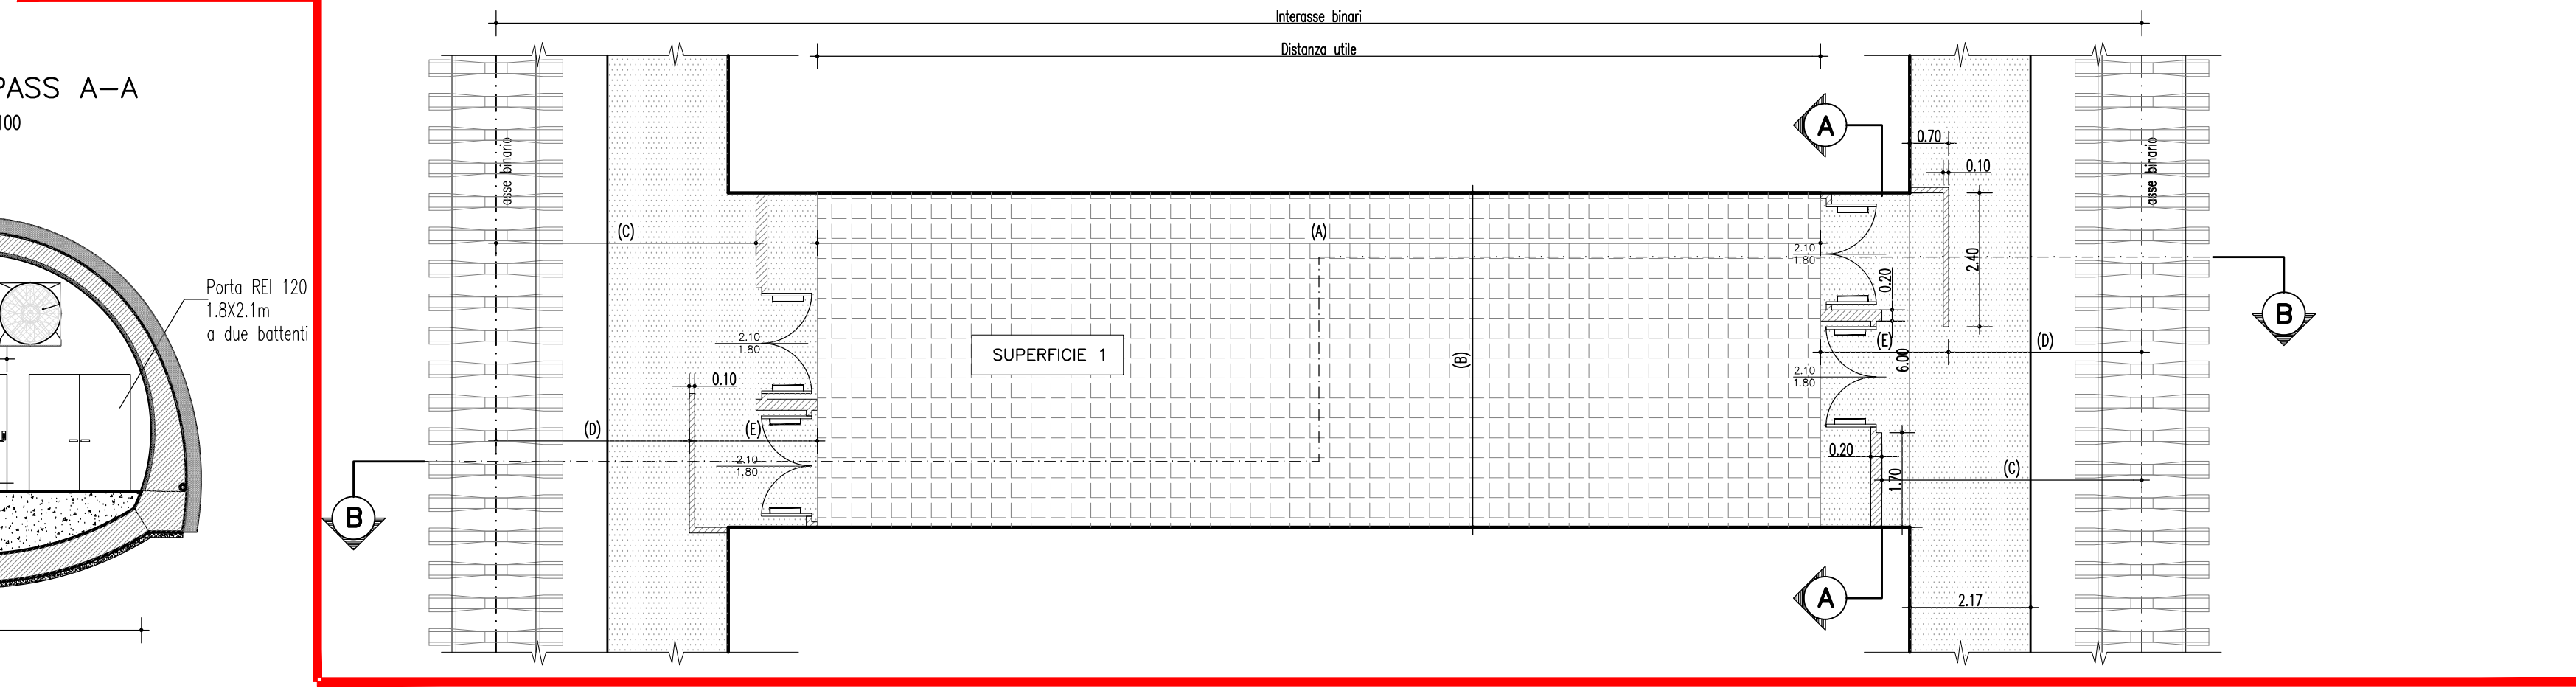 Interasse binari
Distanza utile
PASS A-A
100
Porta REI 120
1.8X2.1m
a due battenti
asse binario
asse binario
A
0.70
0.10
(C)
(A)
2.10
1.80
0.20
2.40
B
2.10
1.80
SUPERFICIE 1
(B)
(E)
6.00
(D)
0.10
2.10
1.80
(D)
(E)
2.10
1.80
0.20
1.70
(C)
B
A
2.17